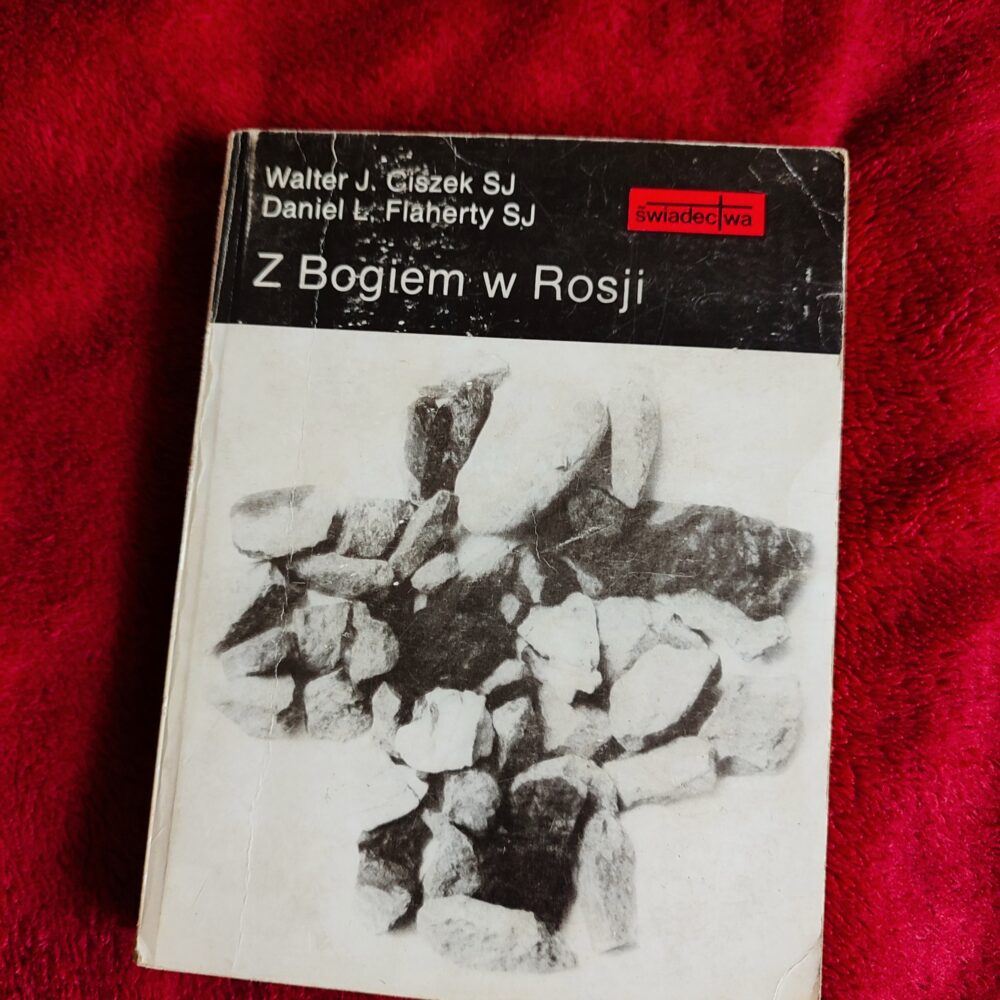 Walter J. Ciszek SJ
Daniel L. Flaherty SJ
świadectwa
Z Bogiem w Rosji